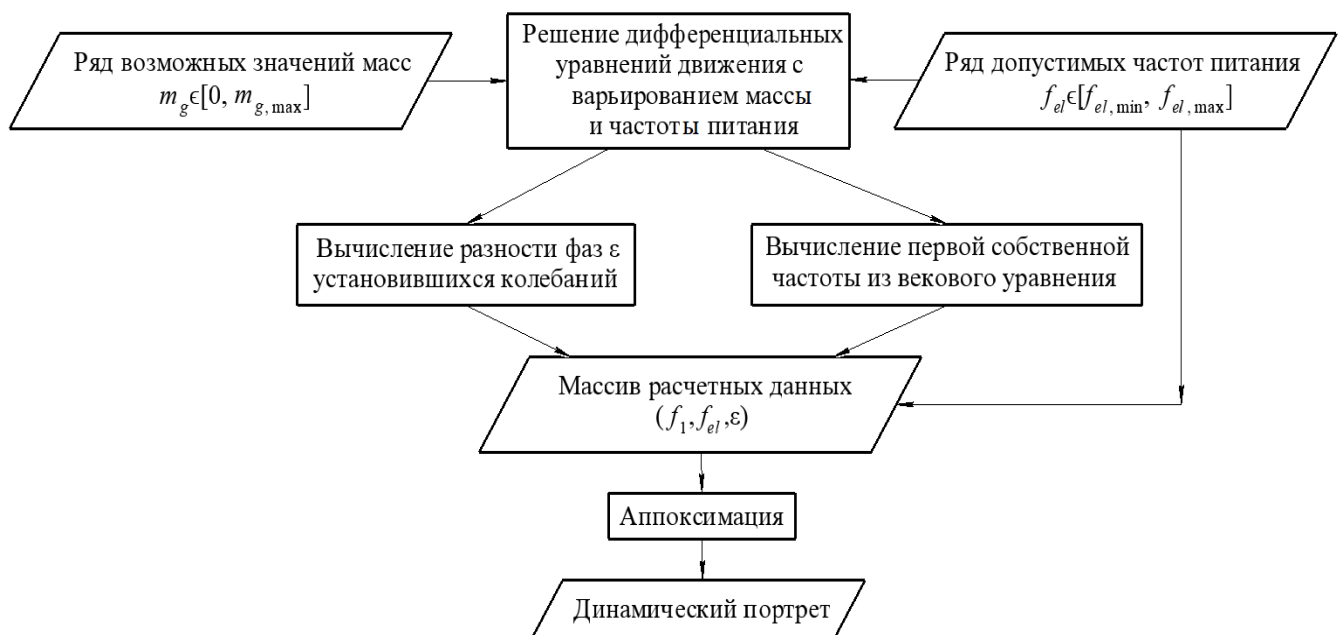 Ряд возможных значений масс
m_g ϵ[0, m_g,max]
Решение дифференциальных
уравнений движения с
варьированием массы
и частоты питания
Ряд допустимых частот питания
f_el ϵ[f_el,min, f_el,max]
Вычисление разности фаз ε
установившихся колебаний
Вычисление первой собственной
частоты из векового уравнения
Массив расчетных данных
(f_1, f_el, ε)
Аппоксимация
Динамический портрет